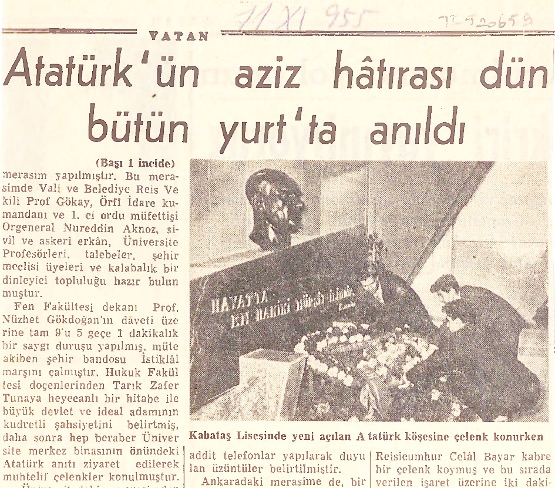 11 XI 955
VATAN
Atatürk'ün aziz hâtırası dün
bütün yurt'ta anıldı
(Başı 1 incide)
merasim yapılmıştır. Bu mera-
simde Vali ve Belediye Reis Ve
kili Prof Gökay, Örfi İdare ku-
mandanı ve 1. ci ordu müfettişi
Orgeneral Nureddin Aknoz, si-
vil ve askeri erkân, Üniversite
Profesörleri, talebeler, şehir
meclisi üyeleri ve kalabalık bir
dinleyici topluluğu hazır bulun
muştur.
Fen Fakültesi dekanı Prof.
Nüzhet Gökdoğan'ın daveti üze
rine tam 9'u 5 geçe 1 dakikalık
bir saygı duruşu yapılmış, müte
akiben şehir bandosu İstiklâl
marşını çalmıştır. Hukuk Fakül
tesi doçenlerinden Tarık Zafer
Tunaya heyecanlı bir hitabe ile
büyük devlet ve ideal adamının
kudretli şahsiyetini belirtmiş,
daha sonra hep beraber Üniver
site merkez binasının önündeki
Atatürk anıtı ziyaret edilerek
muhtelif çelenkler konulmuştur.
Kabataş Lisesinde yeni açılan Atatürk köşesine çelenk konurken
addit telefonlar yapılarak duyu
lan üzüntüler belirtilmiştir.
Ankaradaki merasime de, bir
Reisicumhur Celâl Bayar kabre
bir çelenk koymuş ve bu sırada
verilen işaret üzerine iki daki-